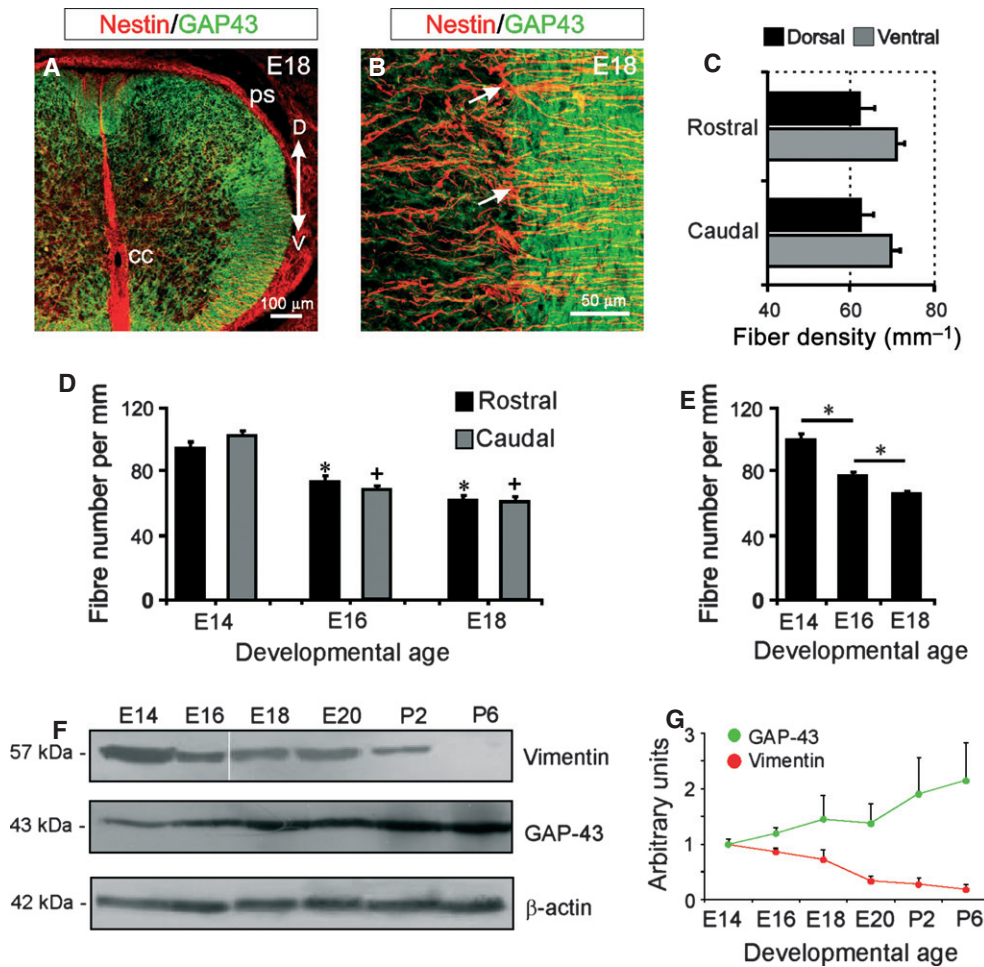 Nestin/GAP43
Nestin/GAP43
A
E18
ps
D
V
cc
100 µm
B
E18
50 µm
C
Dorsal Ventral
Rostral
Caudal
40 60 80
Fiber density (mm–1)
D
Fibre number per mm
120
80
40
0
Rostral
Caudal
* +
* +
E14 E16 E18
Developmental age
E
Fibre number per mm
120
80
40
0
*
*
E14 E16 E18
Developmental age
F
E14 E16 E18 E20 P2 P6
57 kDa - Vimentin
43 kDa - GAP-43
42 kDa - β-actin
G
GAP-43
Vimentin
Arbitrary units
3
2
1
0
E14 E16 E18 E20 P2 P6
Developmental age